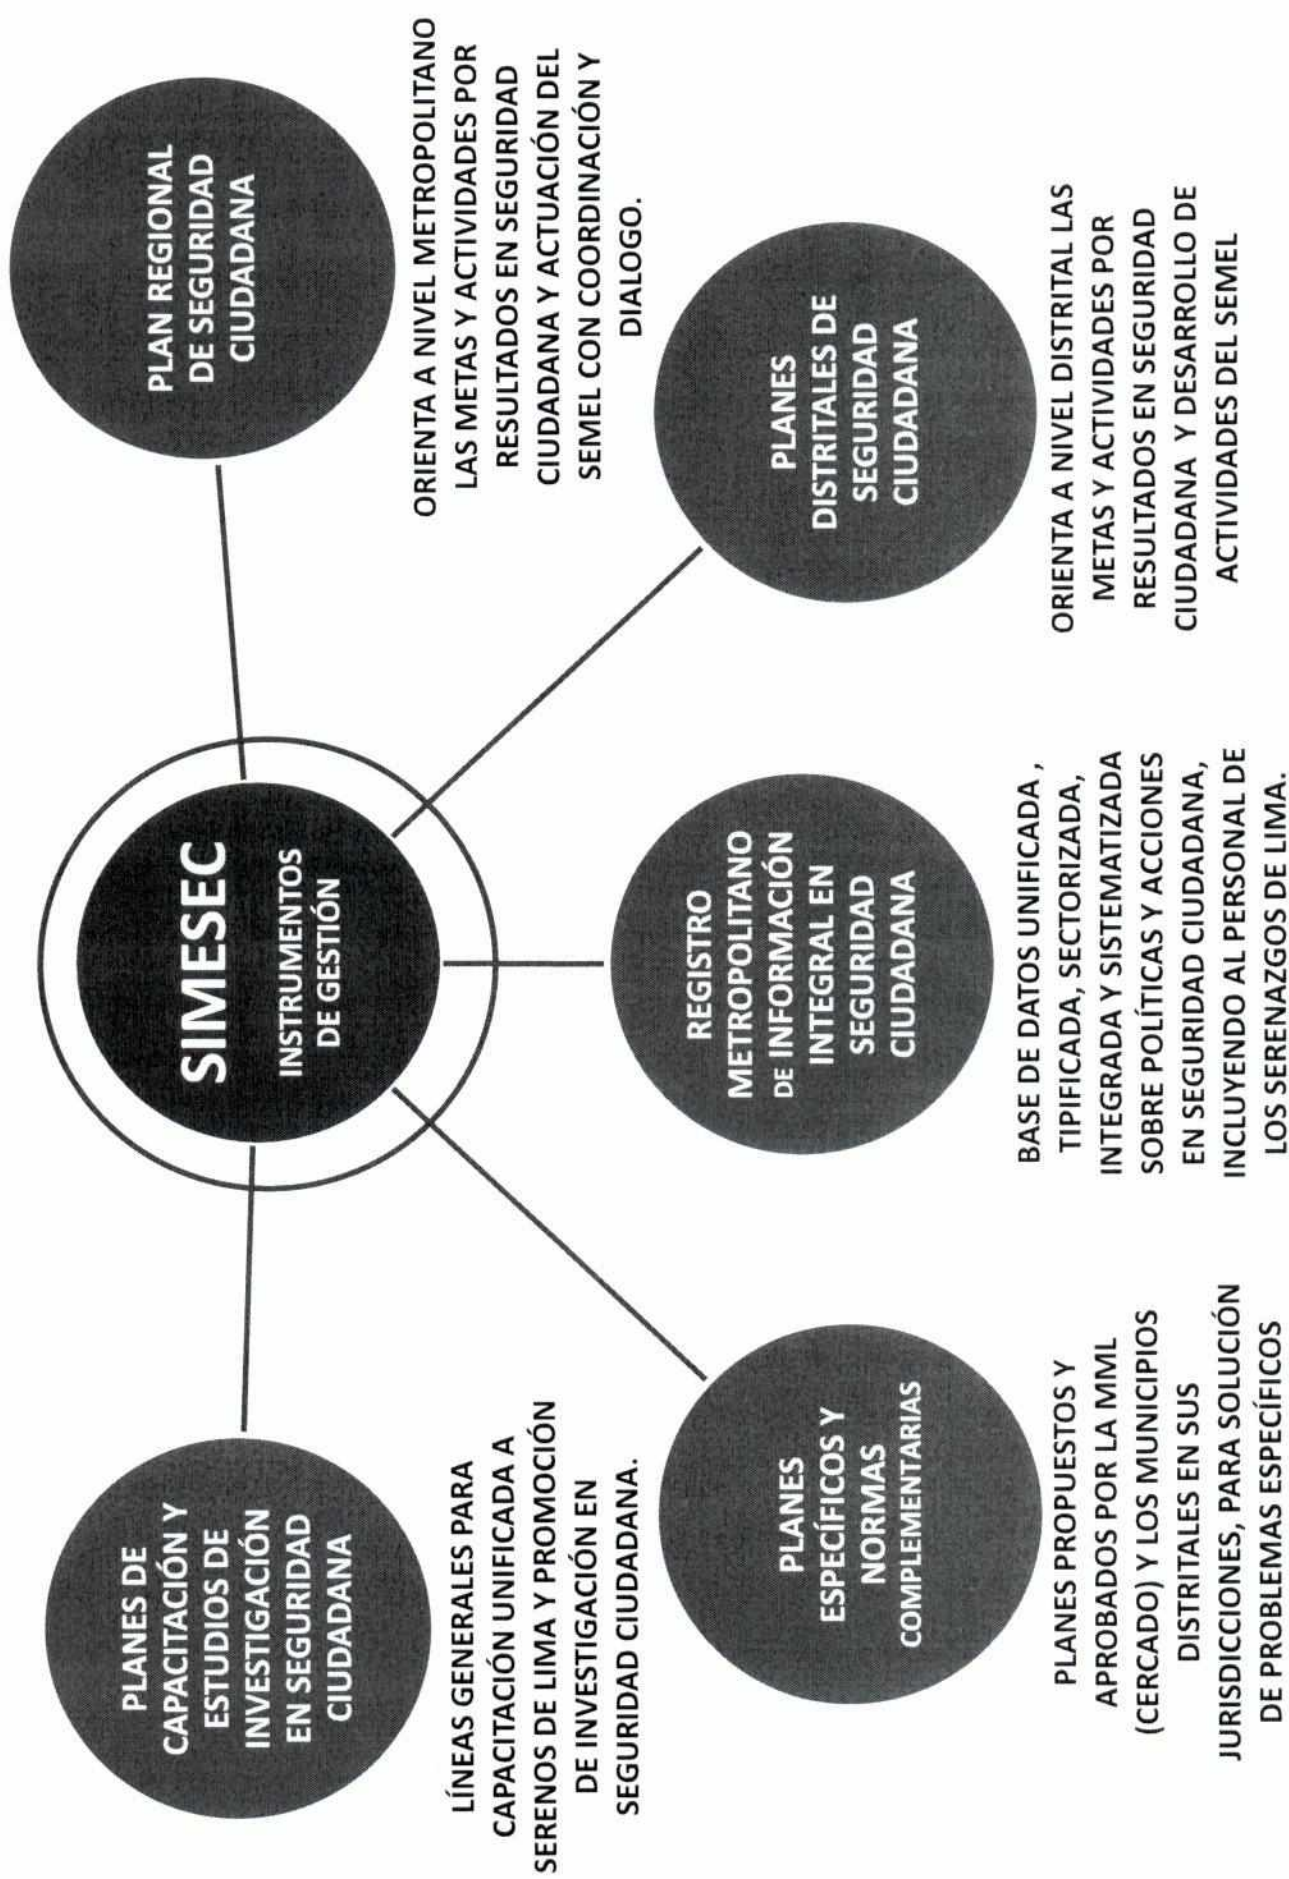 SIMESEC
INSTRUMENTOS
DE GESTIÓN
PLANES DE
CAPACITACIÓN Y
ESTUDIOS DE
INVESTIGACIÓN
EN SEGURIDAD
CIUDADANA
LÍNEAS GENERALES PARA
CAPACITACIÓN UNIFICADA A
SERENOS DE LIMA Y PROMOCIÓN
DE INVESTIGACIÓN EN
SEGURIDAD CIUDADANA.
PLANES
ESPECÍFICOS Y
NORMAS
COMPLEMENTARIAS
PLANES PROPUESTOS Y
APROBADOS POR LA MML
(CERCADO) Y LOS MUNICIPIOS
DISTRITALES EN SUS
JURISDICCIONES, PARA SOLUCIÓN
DE PROBLEMAS ESPECÍFICOS
REGISTRO
METROPOLITANO
DE INFORMACIÓN
INTEGRAL EN
SEGURIDAD
CIUDADANA
BASE DE DATOS UNIFICADA ,
TIPIFICADA, SECTORIZADA,
INTEGRADA Y SISTEMATIZADA
SOBRE POLÍTICAS Y ACCIONES
EN SEGURIDAD CIUDADANA,
INCLUYENDO AL PERSONAL DE
LOS SERENAZGOS DE LIMA.
PLANES
DISTRITALES DE
SEGURIDAD
CIUDADANA
ORIENTA A NIVEL DISTRITAL LAS
METAS Y ACTIVIDADES POR
RESULTADOS EN SEGURIDAD
CIUDADANA Y DESARROLLO DE
ACTIVIDADES DEL SEMEL
PLAN REGIONAL
DE SEGURIDAD
CIUDADANA
ORIENTA A NIVEL METROPOLITANO
LAS METAS Y ACTIVIDADES POR
RESULTADOS EN SEGURIDAD
CIUDADANA Y ACTUACIÓN DEL
SEMEL CON COORDINACIÓN Y
DIALOGO.